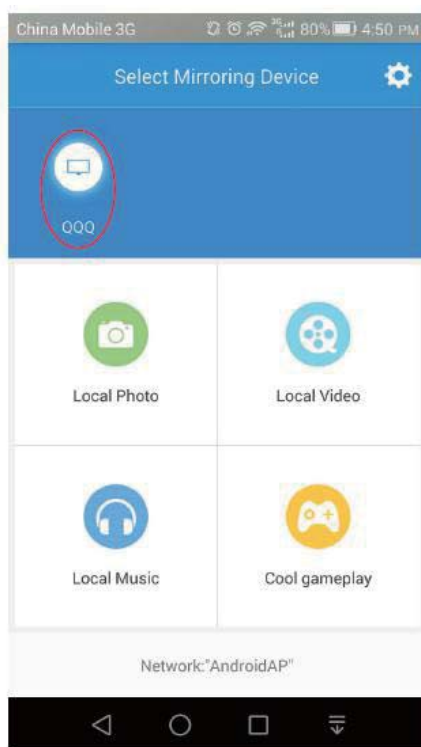 China Mobile 3G 3G 80% 4:50 PM
Select Mirroring Device
QQQ
Local Photo
Local Video
Local Music
Cool gameplay
Network:"AndroidAP"